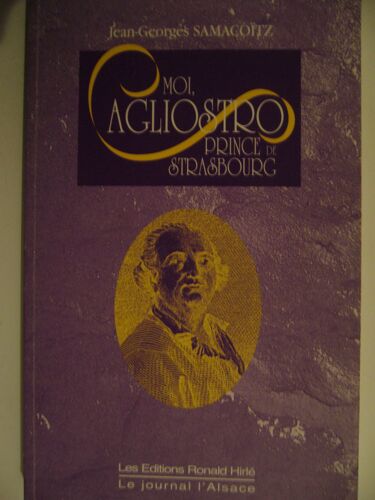 Jean-Georges SAMACOÏTZ
MOI,
CAGLIOSTRO
PRINCE DE
STRASBOURG
Les Editions Ronald Hirlé
Le journal l'Alsace